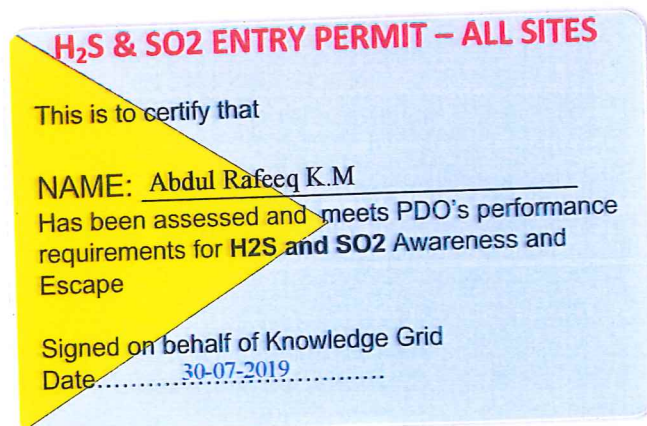 H₂S & SO2 ENTRY PERMIT – ALL SITES
This is to certify that
NAME: Abdul Rafeeq K.M
Has been assessed and meets PDO's performance
requirements for H2S and SO2 Awareness and
Escape
Signed on behalf of Knowledge Grid
Date..........30-07-2019..................